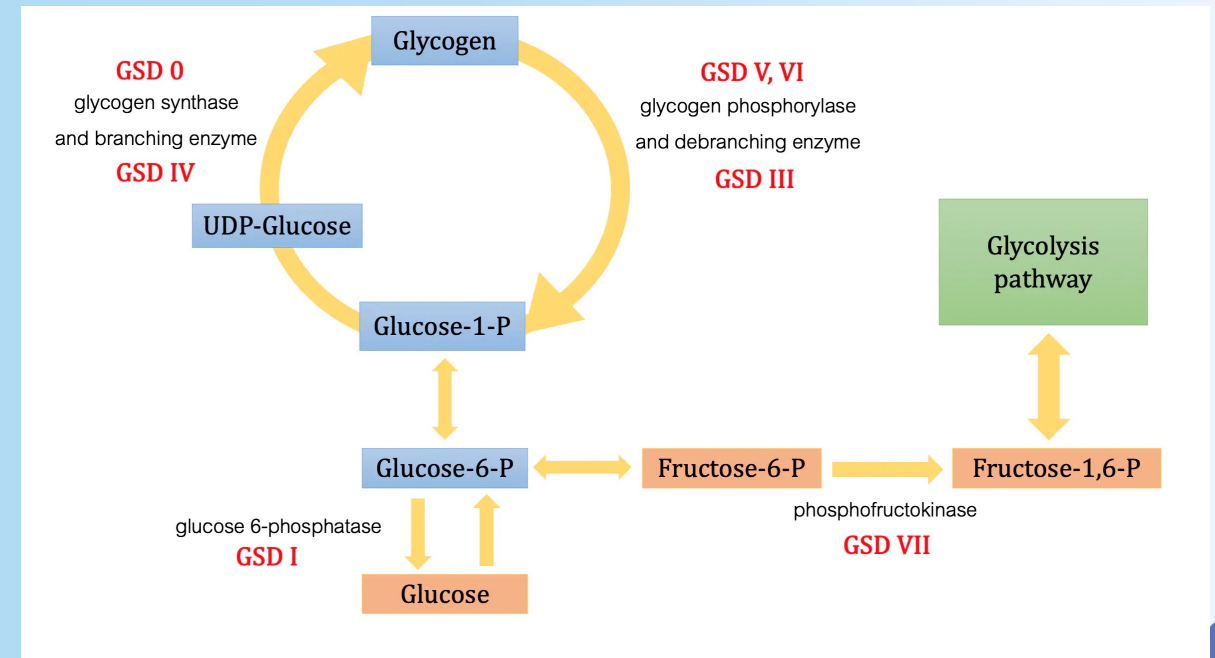 Glycogen
GSD 0
glycogen synthase
and branching enzyme
GSD IV
GSD V, VI
glycogen phosphorylase
and debranching enzyme
GSD III
UDP-Glucose
Glycolysis
pathway
Glucose-1-P
Glucose-6-P
Fructose-6-P
Fructose-1,6-P
glucose 6-phosphatase
GSD I
phosphofructokinase
GSD VII
Glucose